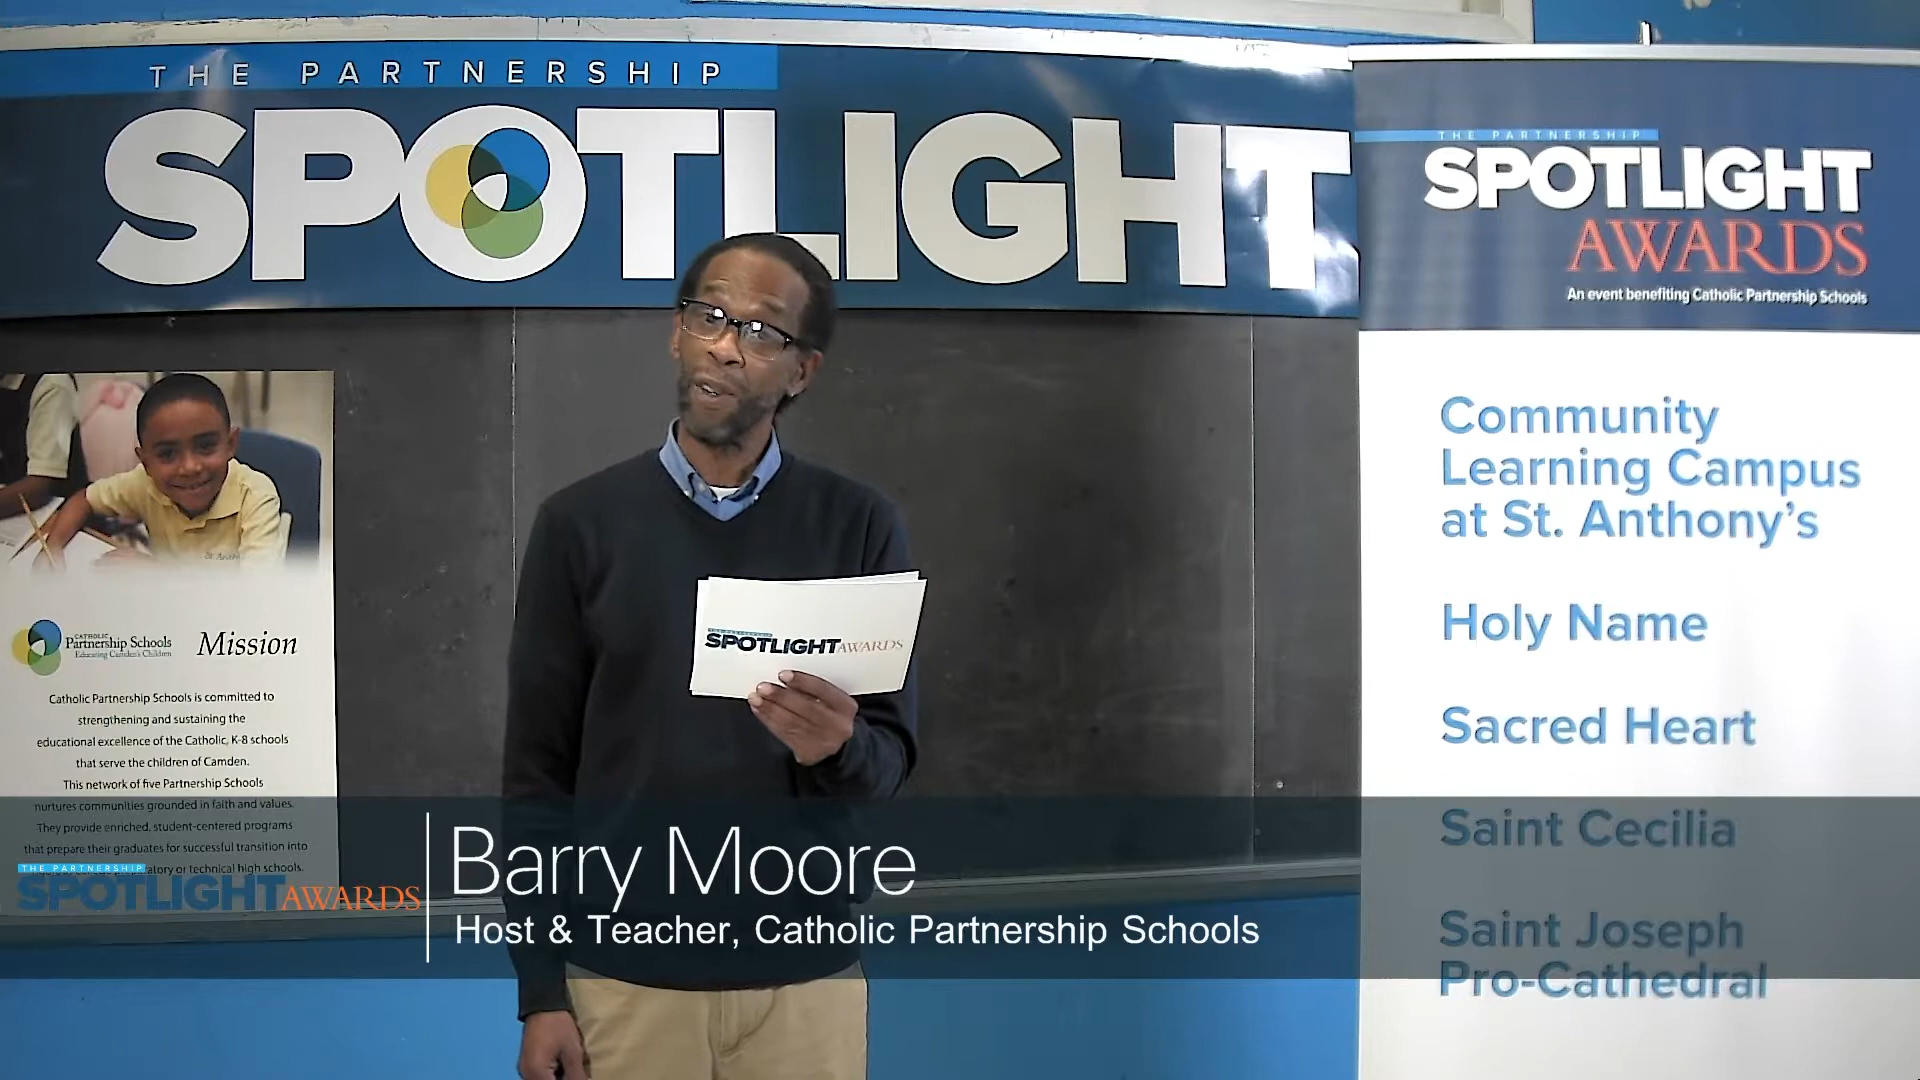 THE PARTNERSHIP
SPOTLIGHT
THE PARTNERSHIP
SPOTLIGHT
AWARDS
An event benefiting Catholic Partnership Schools
Community
Learning Campus
at St. Anthony's
Holy Name
Sacred Heart
Saint Cecilia
Saint Joseph
Pro-Cathedral
CATHOLIC
Partnership Schools
Educating Camden's Children
Mission
Catholic Partnership Schools is committed to
strengthening and sustaining the
educational excellence of the Catholic, K-8 schools
that serve the children of Camden.
This network of five Partnership Schools
nurtures communities grounded in faith and values.
They provide enriched, student-centered programs
that prepare their graduates for successful transition into
or technical high schools.
THE PARTNERSHIP
SPOTLIGHT AWARDS
THE PARTNERSHIP
SPOTLIGHTAWARDS
Barry Moore
Host & Teacher, Catholic Partnership Schools